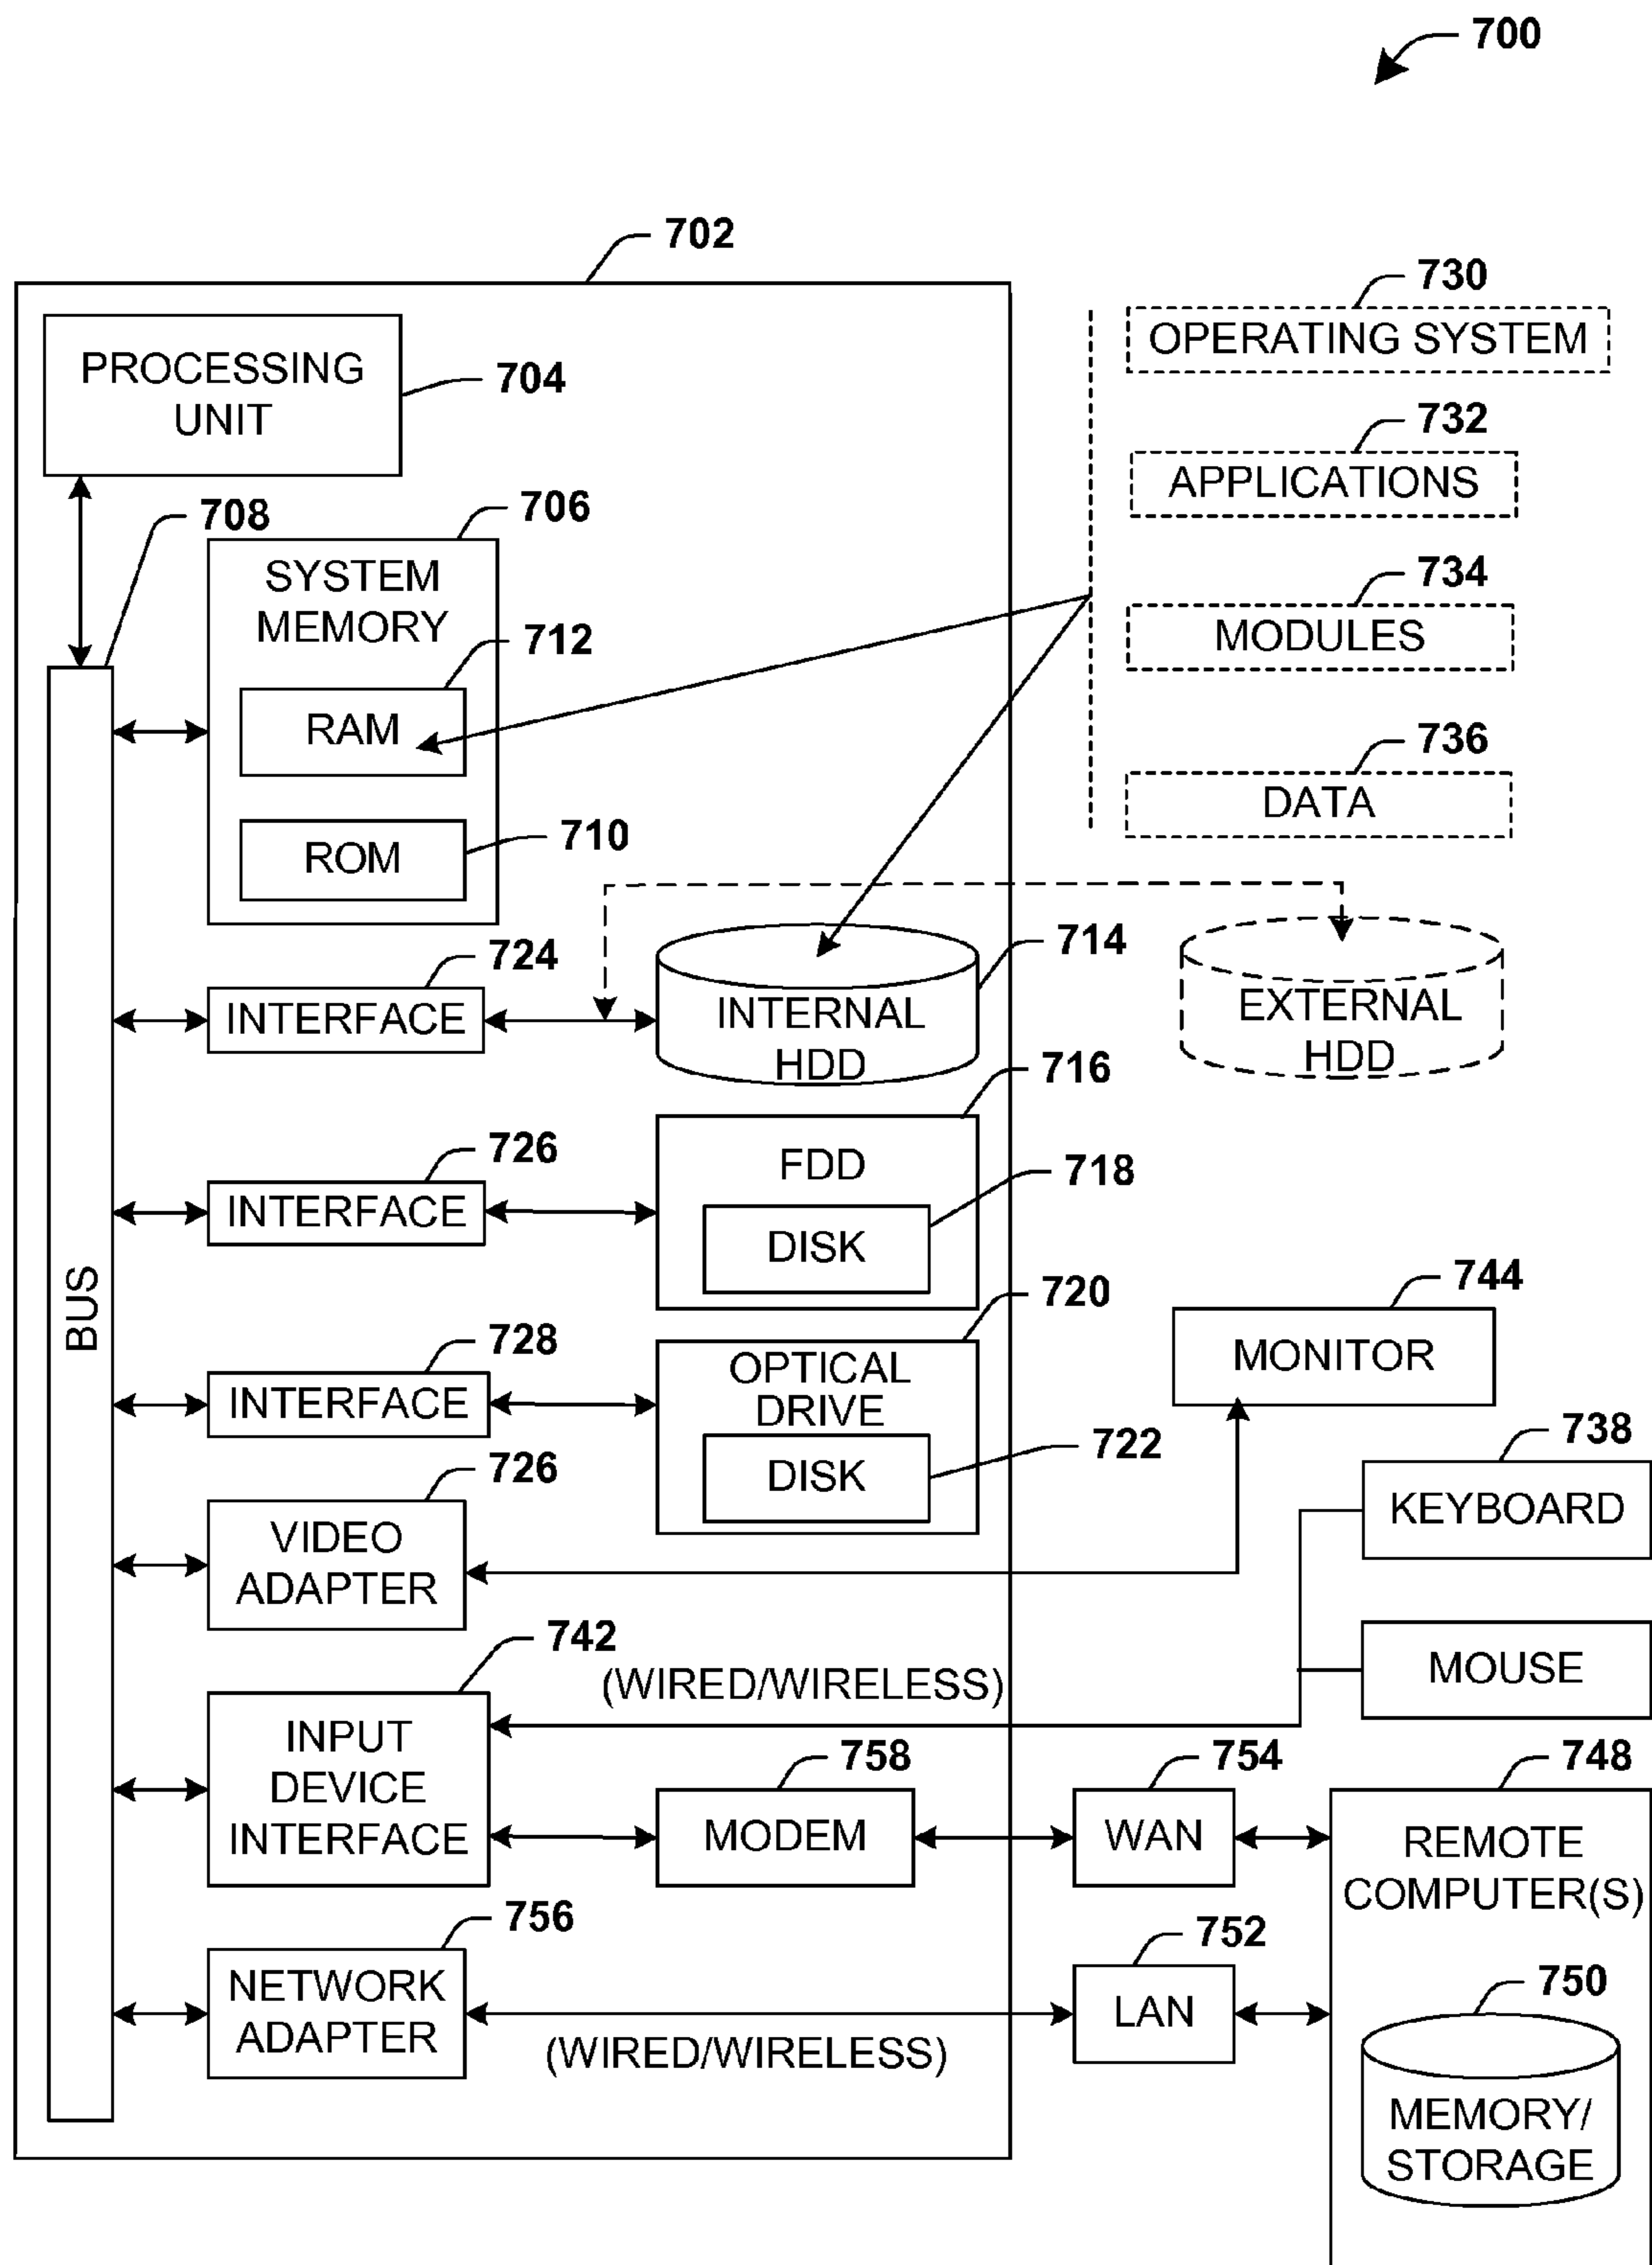 700
702
730
OPERATING SYSTEM
PROCESSING
UNIT
704
732
APPLICATIONS
708
706
SYSTEM
MEMORY
734
MODULES
712
RAM
736
DATA
710
ROM
724
INTERFACE
714
INTERNAL
HDD
EXTERNAL
HDD
716
726
INTERFACE
FDD
718
DISK
BUS
720
744
MONITOR
728
INTERFACE
OPTICAL
DRIVE
722
DISK
738
KEYBOARD
726
VIDEO
ADAPTER
742
(WIRED/WIRELESS)
MOUSE
INPUT
DEVICE
INTERFACE
758
MODEM
754
WAN
748
REMOTE
COMPUTER(S)
756
NETWORK
ADAPTER
(WIRED/WIRELESS)
752
LAN
750
MEMORY/
STORAGE